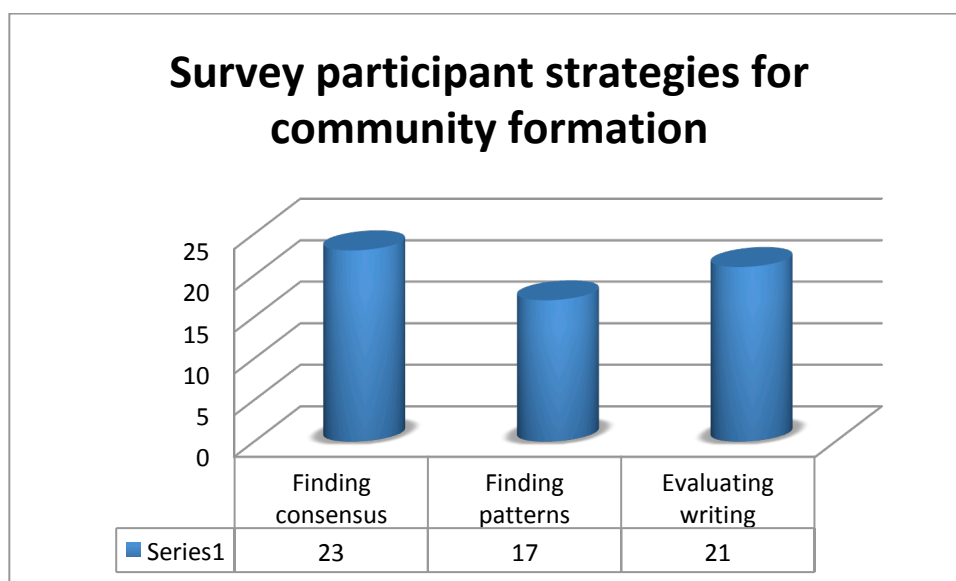 Survey participant strategies for
community formation
25
20
15
10
5
0
Finding consensus
Finding patterns
Evaluating writing
Series1 23 17 21